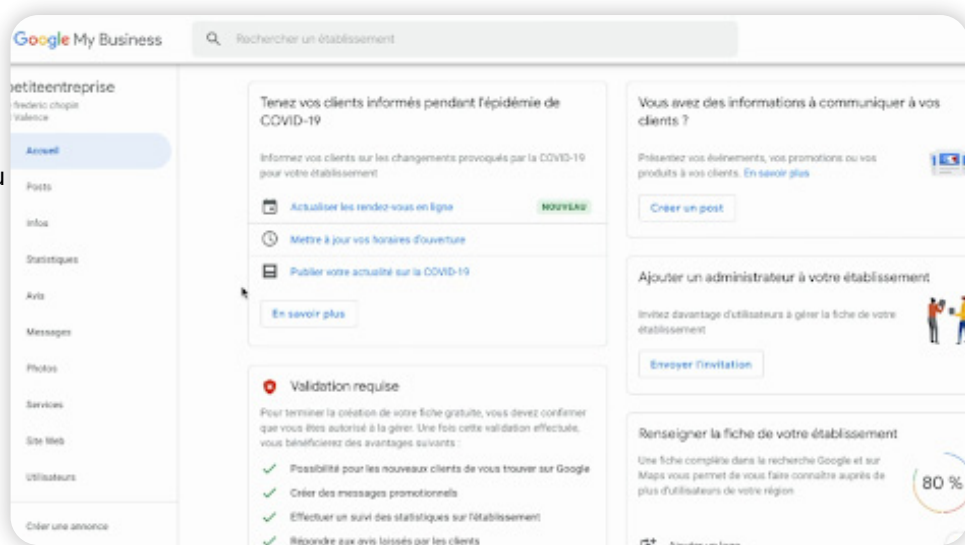 Google My Business
Rechercher un établissement
petiteentreprise
frederic chopin
Valence
Accueil
Posts
Infos
Statistiques
Avis
Messages
Photos
Services
Site Web
Utilisateurs
Créer une annonce
Tenez vos clients informés pendant l'épidémie de
COVID-19
Informez vos clients sur les changements provoqués par la COVID-19
pour votre établissement
Actualiser les rendez-vous en ligne
NOUVEAU
Mettre à jour vos horaires d'ouverture
Publier votre actualité sur la COVID-19
En savoir plus
Validation requise
Pour terminer la création de votre fiche gratuite, vous devez confirmer
que vous êtes autorisé à la gérer. Une fois cette validation effectuée,
vous bénéficierez des avantages suivants :
Possibilité pour les nouveaux clients de vous trouver sur Google
Créer des messages promotionnels
Effectuer un suivi des statistiques sur l'établissement
Répondre aux avis laissés par les clients
Vous avez des informations à communiquer à vos
clients ?
Présentez vos événements, vos promotions ou vos
produits à vos clients. En savoir plus
Créer un post
Ajouter un administrateur à votre établissement
Invitez davantage d'utilisateurs à gérer la fiche de votre
établissement
Envoyer l'invitation
Renseigner la fiche de votre établissement
Une fiche complète dans la recherche Google et sur
Maps vous permet de vous faire connaître auprès de
plus d'utilisateurs de votre région
80 %
Ajouter un logo